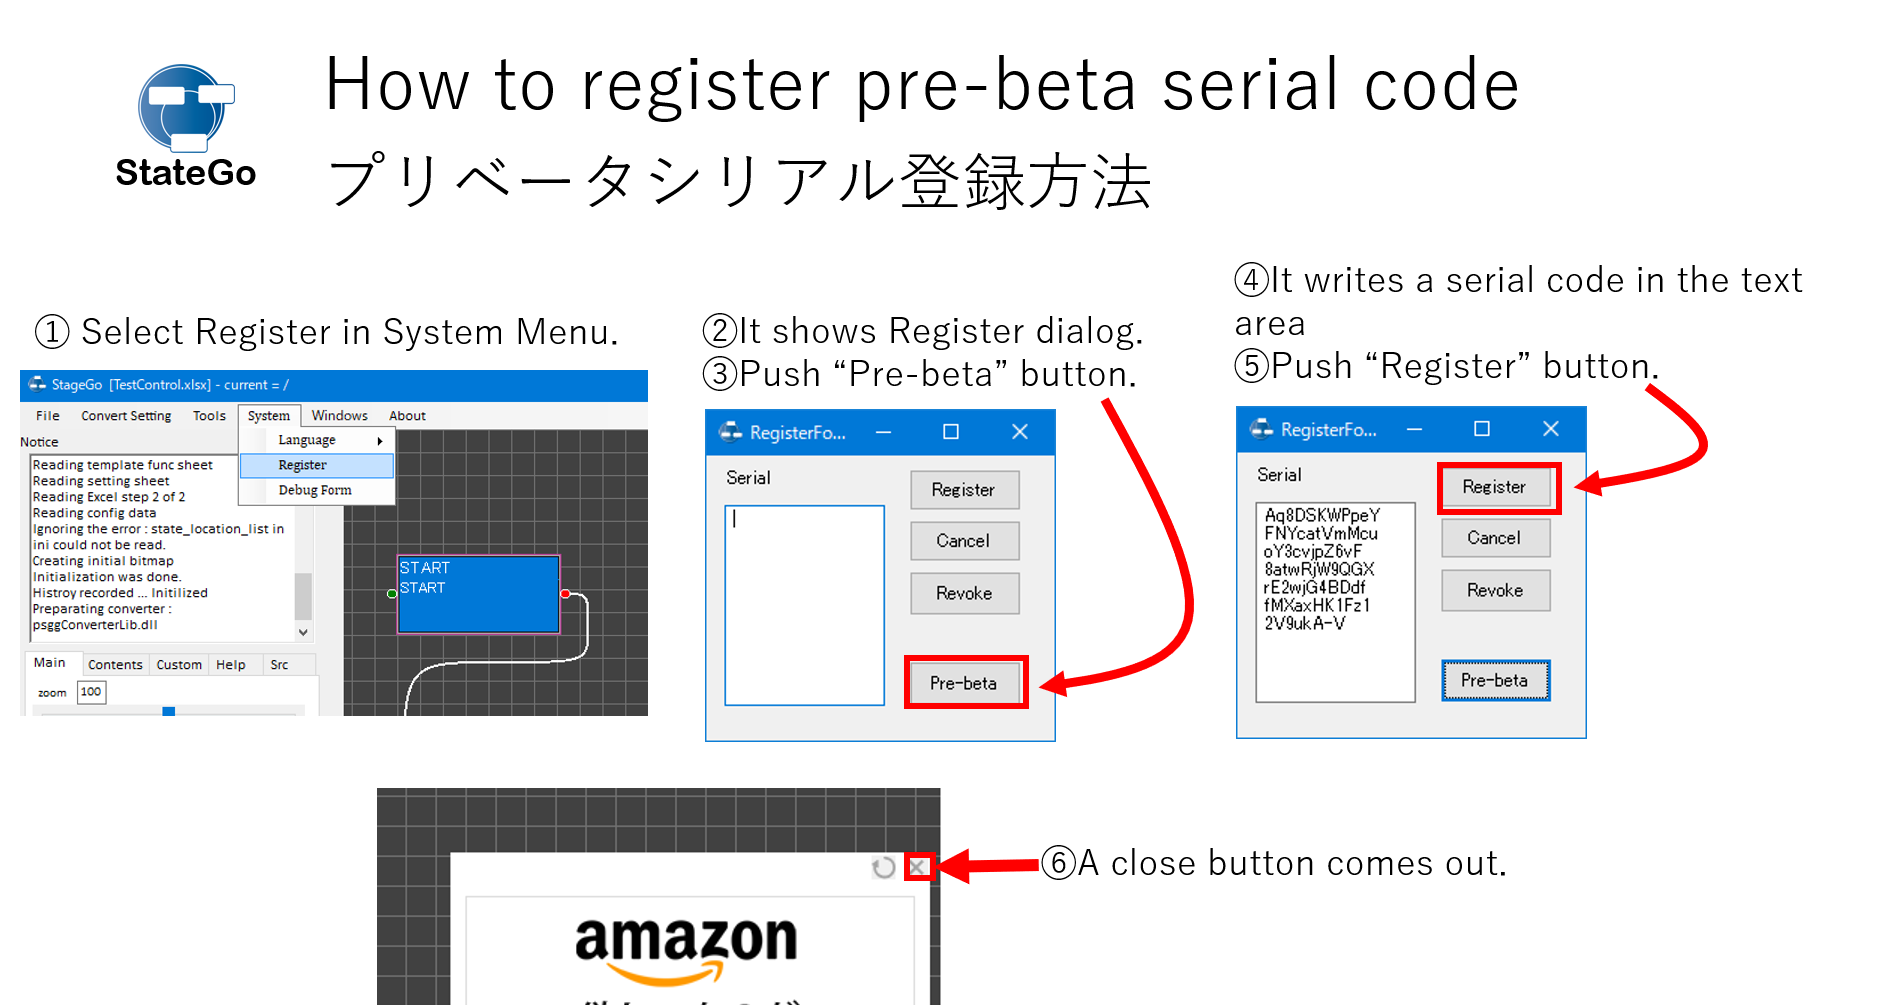 How to register pre-beta serial code
プリベータシリアル登録方法
StateGo
① Select Register in System Menu.
StageGo [TestControl.xlsx] - current = /
File Convert Setting Tools System Windows About
Language
Register
Debug Form
Notice
Reading template func sheet
Reading setting sheet
Reading Excel step 2 of 2
Reading config data
Ignoring the error : state_location_list in
ini could not be read.
Creating initial bitmap
Initialization was done.
Histroy recorded ... Initilized
Preparating converter :
psggConverterLib.dll
Main Contents Custom Help Src
zoom 100
START
START
②It shows Register dialog.
③Push “Pre-beta” button.
RegisterFo...
Serial
Register
Cancel
Revoke
Pre-beta
④It writes a serial code in the text
area
⑤Push “Register” button.
RegisterFo...
Serial
Aq8DSKWPpeY
FNYcatVmMcu
oY3cvjpZ6vF
8atwRjW9QGX
rE2wjG4BDdf
fMXaxHK1Fz1
2V9ukA-V
Register
Cancel
Revoke
Pre-beta
⑥A close button comes out.
amazon